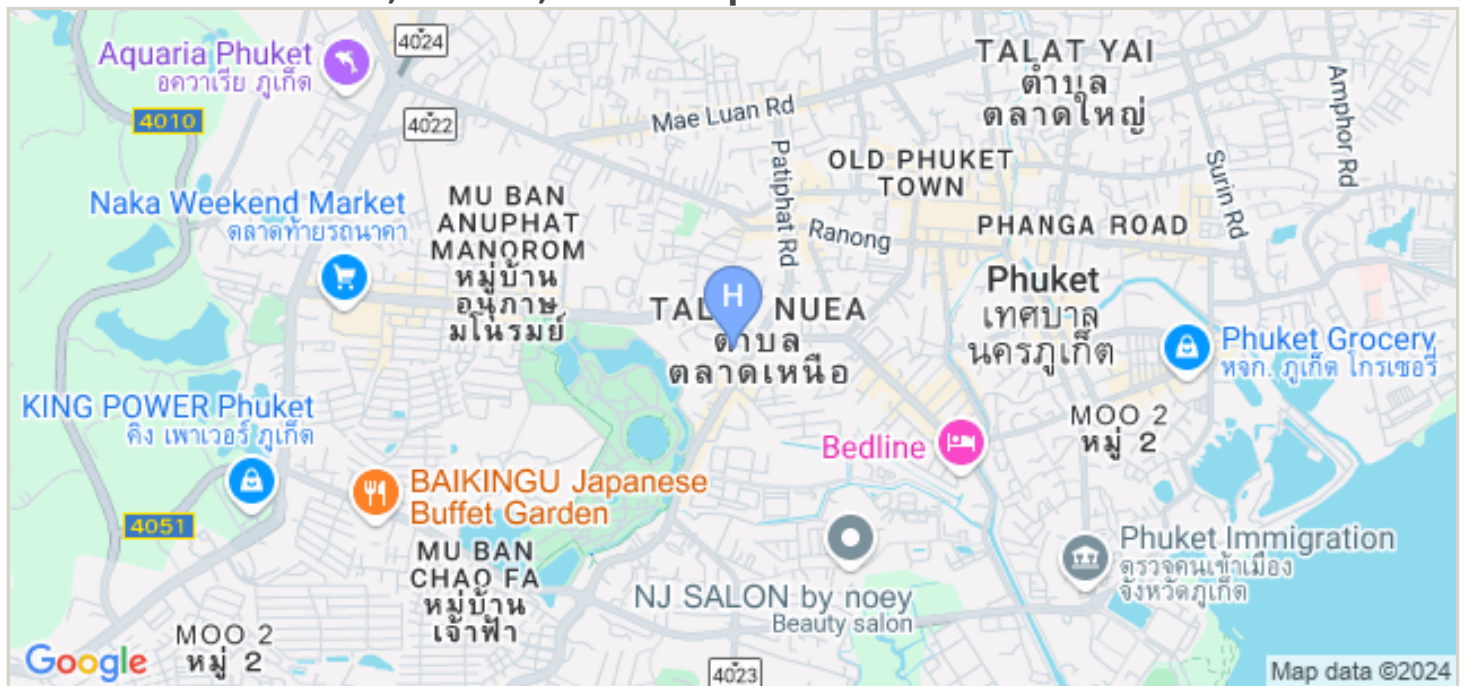 Aquaria Phuket
อควาเรีย ภูเก็ต
4024
4010
4022
Mae Luan Rd
TALAT YAI
ตำบล
ตลาดใหญ่
Amphor Rd
Patiphat Rd
OLD PHUKET
TOWN
Surin Rd
Naka Weekend Market
ตลาดท้ายรถนาคา
MU BAN
ANUPHAT
MANOROM
หมู่บ้าน
อนุภาษ
มโนรมย์
Ranong
PHANGA ROAD
H
NUEA
ตำบล
ตลาดเหนือ
Phuket
เทศบาล
นครภูเก็ต
Phuket Grocery
หจก. ภูเก็ต โกรเซอรี่
KING POWER Phuket
คิง เพาเวอร์ ภูเก็ต
MOO 2
หมู่ 2
Bedline
BAIKINGU Japanese
Buffet Garden
4051
MU BAN
CHAO FA
หมู่บ้าน
เจ้าฟ้า
Phuket Immigration
ตรวจคนเข้าเมือง
จังหวัดภูเก็ต
NJ SALON by noey
Beauty salon
MOO 2
หมู่ 2
4023
Google
Map data ©2024